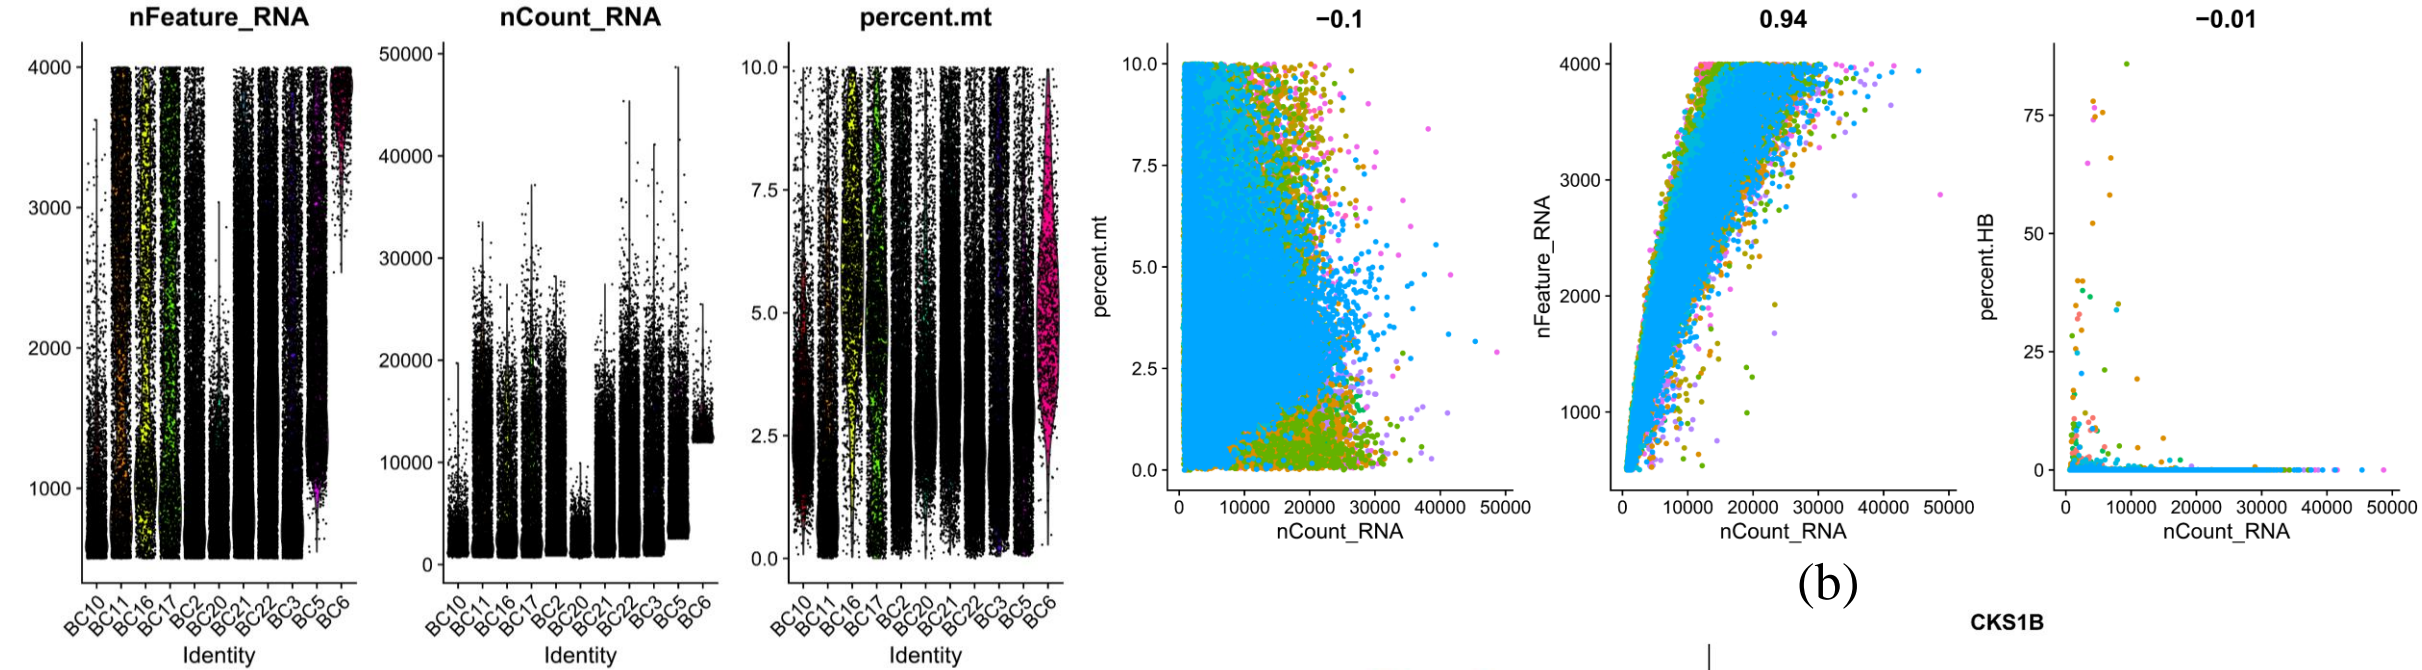 nFeature_RNA
4000
3000
2000
1000
BC10
BC11
BC16
BC17
BC2
BC20
BC21
BC22
BC3
BC5
BC6
Identity
nCount_RNA
50000
40000
30000
20000
10000
0
BC10
BC11
BC16
BC17
BC2
BC20
BC21
BC22
BC3
BC5
BC6
Identity
percent.mt
10.0
7.5
5.0
2.5
0.0
BC10
BC11
BC16
BC17
BC2
BC20
BC21
BC22
BC3
BC5
BC6
Identity
−0.1
percent.mt
10.0
7.5
5.0
2.5
0.0
0 10000 20000 30000 40000 50000
nCount_RNA
0.94
nFeature_RNA
4000
3000
2000
1000
0 10000 20000 30000 40000 50000
nCount_RNA
−0.01
percent.HB
75
50
25
0
0 10000 20000 30000 40000 50000
nCount_RNA
(b)
CKS1B